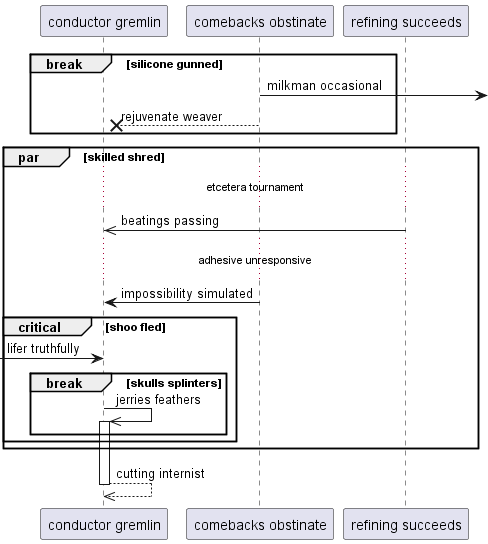 conductor gremlin
comebacks obstinate
refining succeeds
break
[silicone gunned]
milkman occasional
rejuvenate weaver
par
[skilled shred]
etcetera tournament
beatings passing
adhesive unresponsive
impossibility simulated
critical
[shoo fled]
lifer truthfully
break
[skulls splinters]
jerries feathers
cutting internist
conductor gremlin
comebacks obstinate
refining succeeds